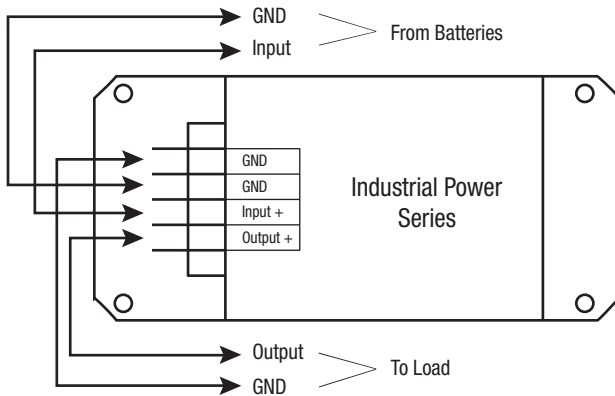 GND
Input
From Batteries
GND
GND
Input +
Output +
Industrial Power
Series
Output
GND
To Load